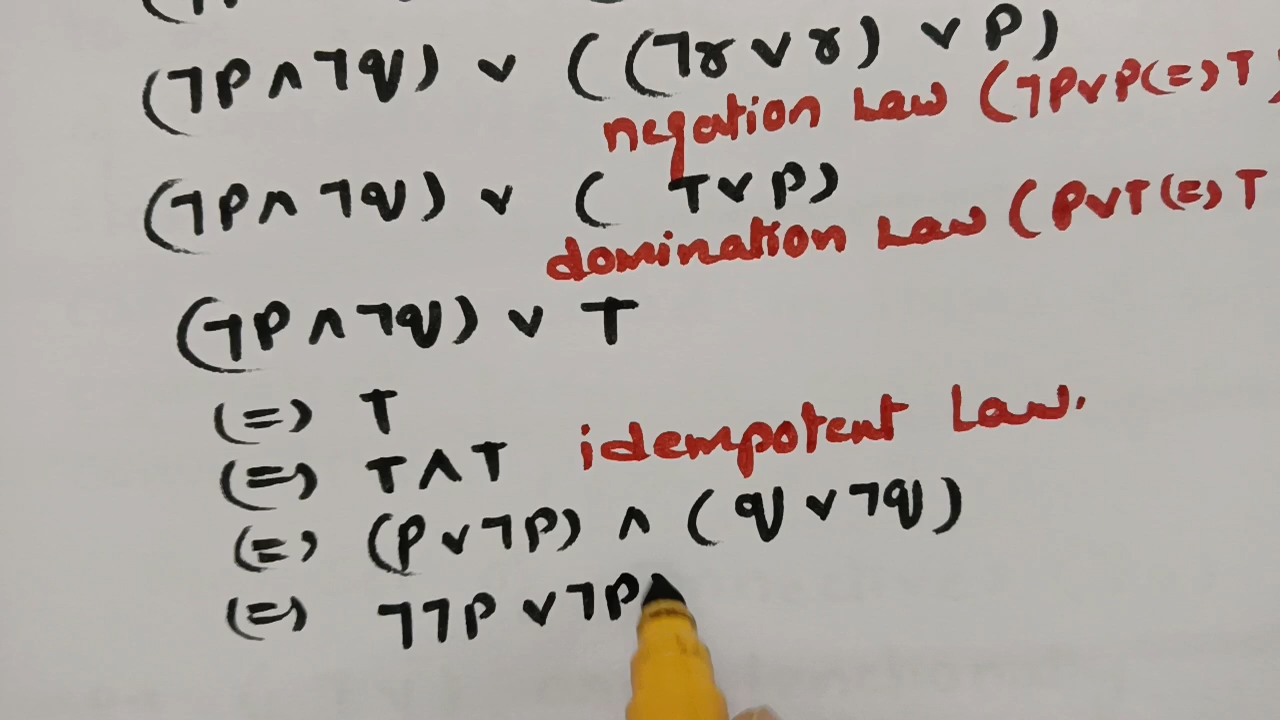 (¬P ∧ ¬q) ∨ ((¬r ∨ r) ∨ P)
negation Law (¬P∨P(=) T)
(¬P ∧ ¬q) ∨ ( T ∨ P)
domination Law (P∨T(=) T
(¬P ∧ ¬q) ∨ T
(=) T
(=) T ∧ T idempotent Law.
(=) (P ∨ ¬P) ∧ (q ∨ ¬q)
(=) ¬¬P ∨ ¬P